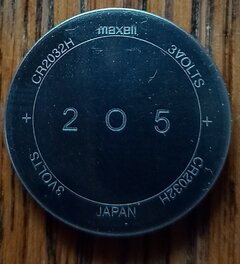 maxell
3VOLTS
+
CR2032H
JAPAN
3VOLTS
+
CR2032H
2 0 5